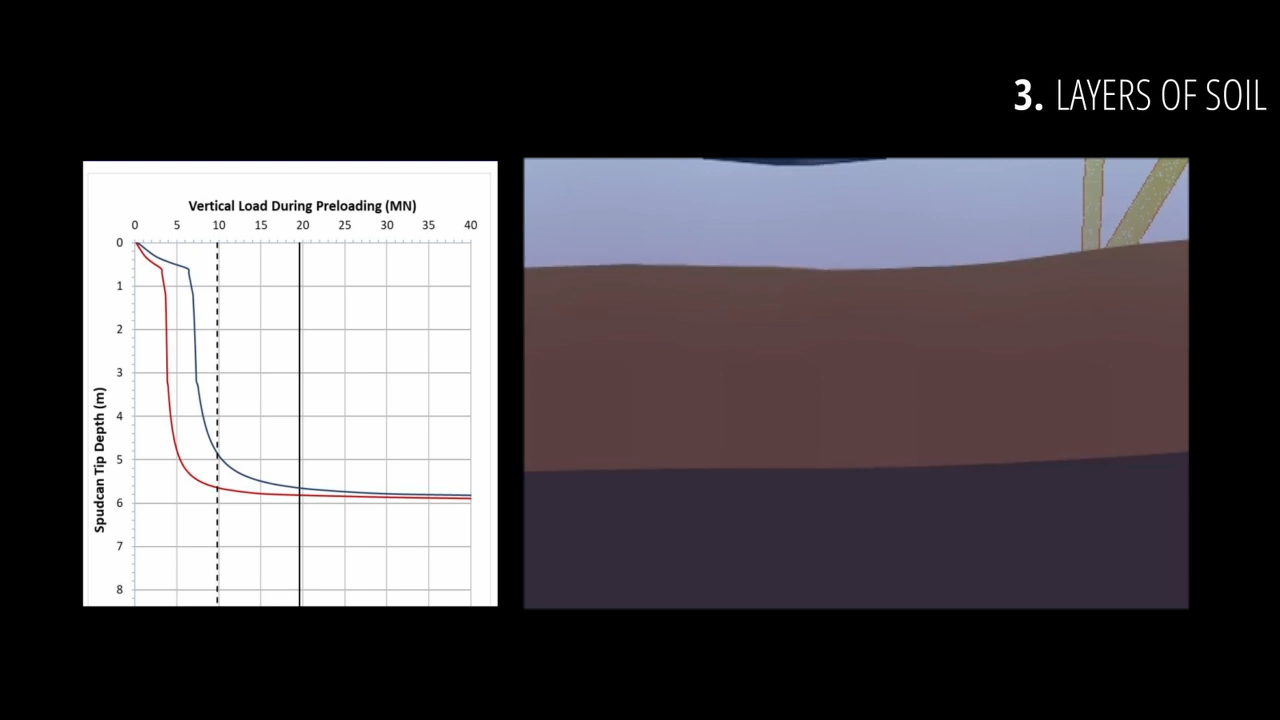 3. LAYERS OF SOIL
Vertical Load During Preloading (MN)
0 5 10 15 20 25 30 35 40
0
1
2
3
4
5
6
7
8
Spudcan Tip Depth (m)